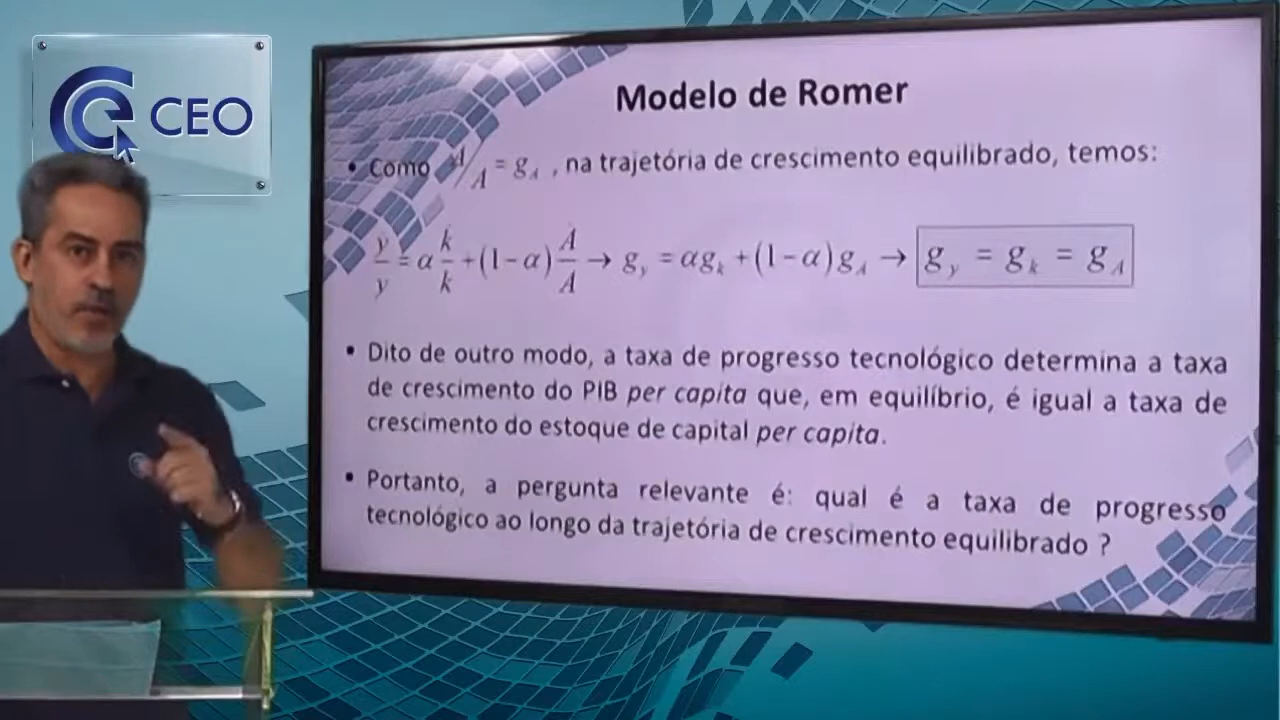 CEO
Modelo de Romer
• Como Ȧ/A = g_A , na trajetória de crescimento equilibrado, temos:
ẏ/y = α k̇/k + (1−α) Ȧ/A → g_y = αg_k + (1−α)g_A → g_y = g_k = g_A
• Dito de outro modo, a taxa de progresso tecnológico determina a taxa
de crescimento do PIB per capita que, em equilíbrio, é igual a taxa de
crescimento do estoque de capital per capita.
• Portanto, a pergunta relevante é: qual é a taxa de progresso
tecnológico ao longo da trajetória de crescimento equilibrado ?